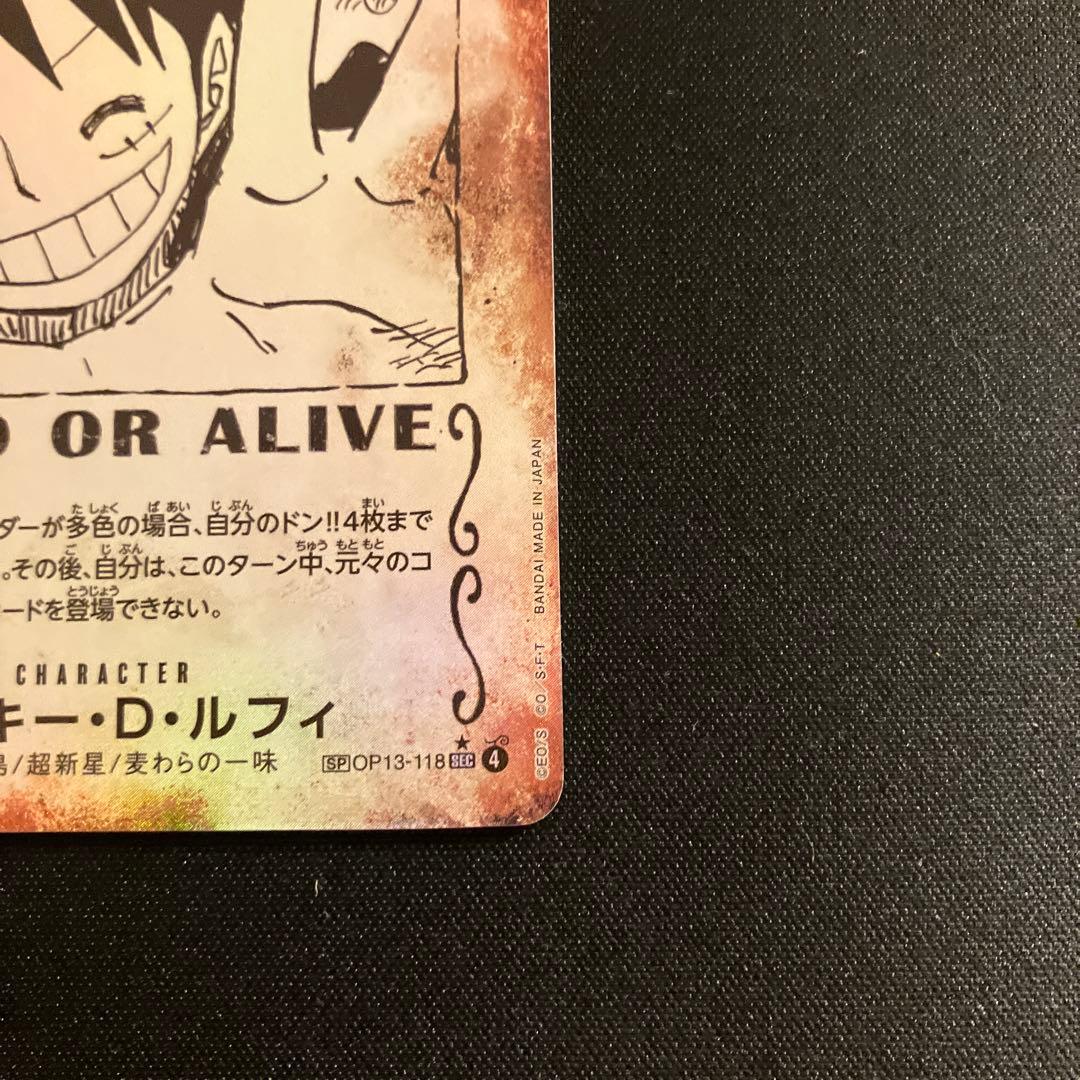 OR ALIVE
ダーが多色の場合、自分のドン!!4枚まで
。その後、自分は、このターン中、元々のコ
ードを登場できない。
CHARACTER
キー・D・ルフィ
/超新星/麦わらの一味
SP OP13-118 SEC 4
©EO/S ©O S・F・T BANDAI MADE IN JAPAN